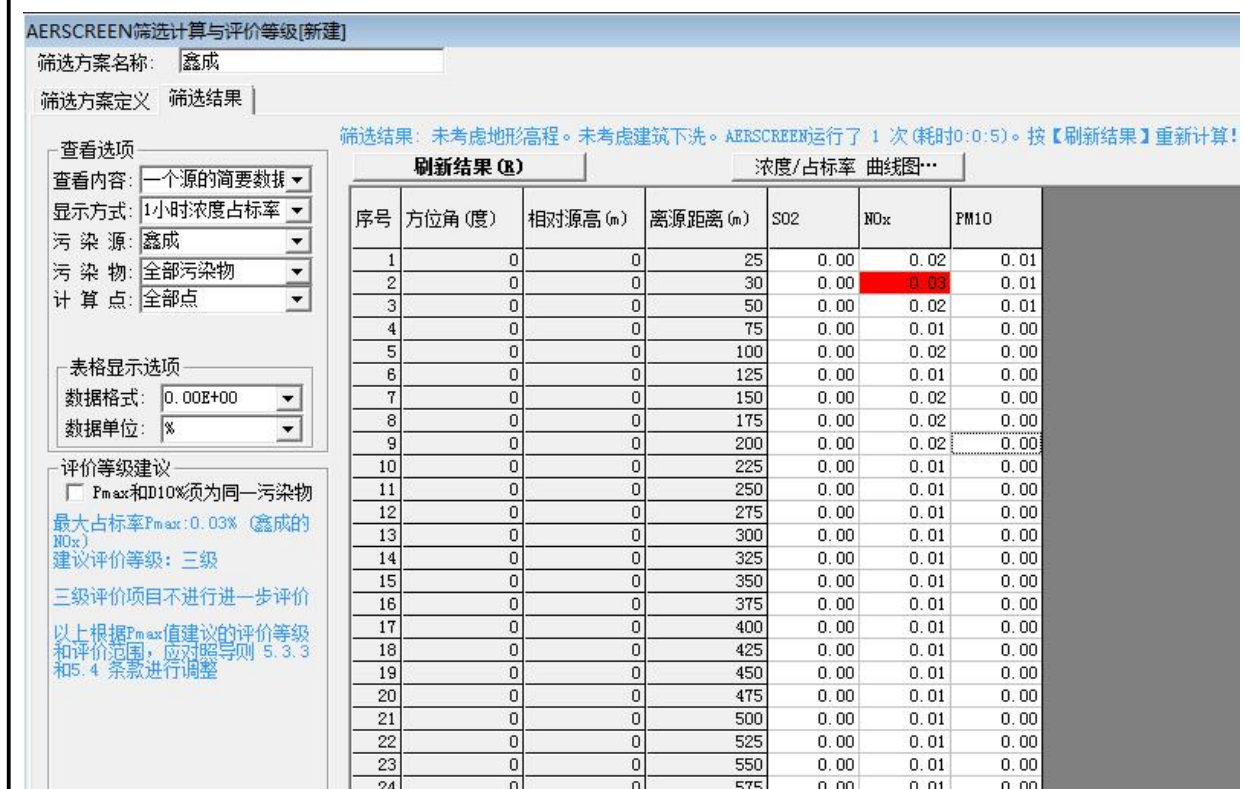 AERSCREEN筛选计算与评价等级[新建]
筛选方案名称: 鑫成
筛选方案定义 筛选结果
筛选结果: 未考虑地形高程。未考虑建筑下洗。AERSCREEN运行了 1 次(耗时0:0:5)。按【刷新结果】重新计算!
刷新结果(R) 浓度/占标率 曲线图…
查看选项
查看内容: 一个源的简要数据
显示方式: 1小时浓度占标率
污 染 源: 鑫成
污 染 物: 全部污染物
计 算 点: 全部点
表格显示选项
数据格式: 0.00E+00
数据单位: %
评价等级建议
Pmax和D10%须为同一污染物
最大占标率Pmax:0.03% (鑫成的
NOx)
建议评价等级: 三级
三级评价项目不进行进一步评价
以上根据Pmax值建议的评价等级
和评价范围,应对照导则 5.3.3
和5.4 条款进行调整
序号 方位角(度) 相对源高(m) 离源距离(m) SO2 NOx PM10
1 0 0 25 0.00 0.02 0.01
2 0 0 30 0.00 0.03 0.01
3 0 0 50 0.00 0.02 0.01
4 0 0 75 0.00 0.01 0.00
5 0 0 100 0.00 0.02 0.00
6 0 0 125 0.00 0.01 0.00
7 0 0 150 0.00 0.02 0.00
8 0 0 175 0.00 0.02 0.00
9 0 0 200 0.00 0.02 0.00
10 0 0 225 0.00 0.01 0.00
11 0 0 250 0.00 0.01 0.00
12 0 0 275 0.00 0.01 0.00
13 0 0 300 0.00 0.01 0.00
14 0 0 325 0.00 0.01 0.00
15 0 0 350 0.00 0.01 0.00
16 0 0 375 0.00 0.01 0.00
17 0 0 400 0.00 0.01 0.00
18 0 0 425 0.00 0.01 0.00
19 0 0 450 0.00 0.01 0.00
20 0 0 475 0.00 0.01 0.00
21 0 0 500 0.00 0.01 0.00
22 0 0 525 0.00 0.01 0.00
23 0 0 550 0.00 0.01 0.00
24 0 0 575 0.00 0.01 0.00